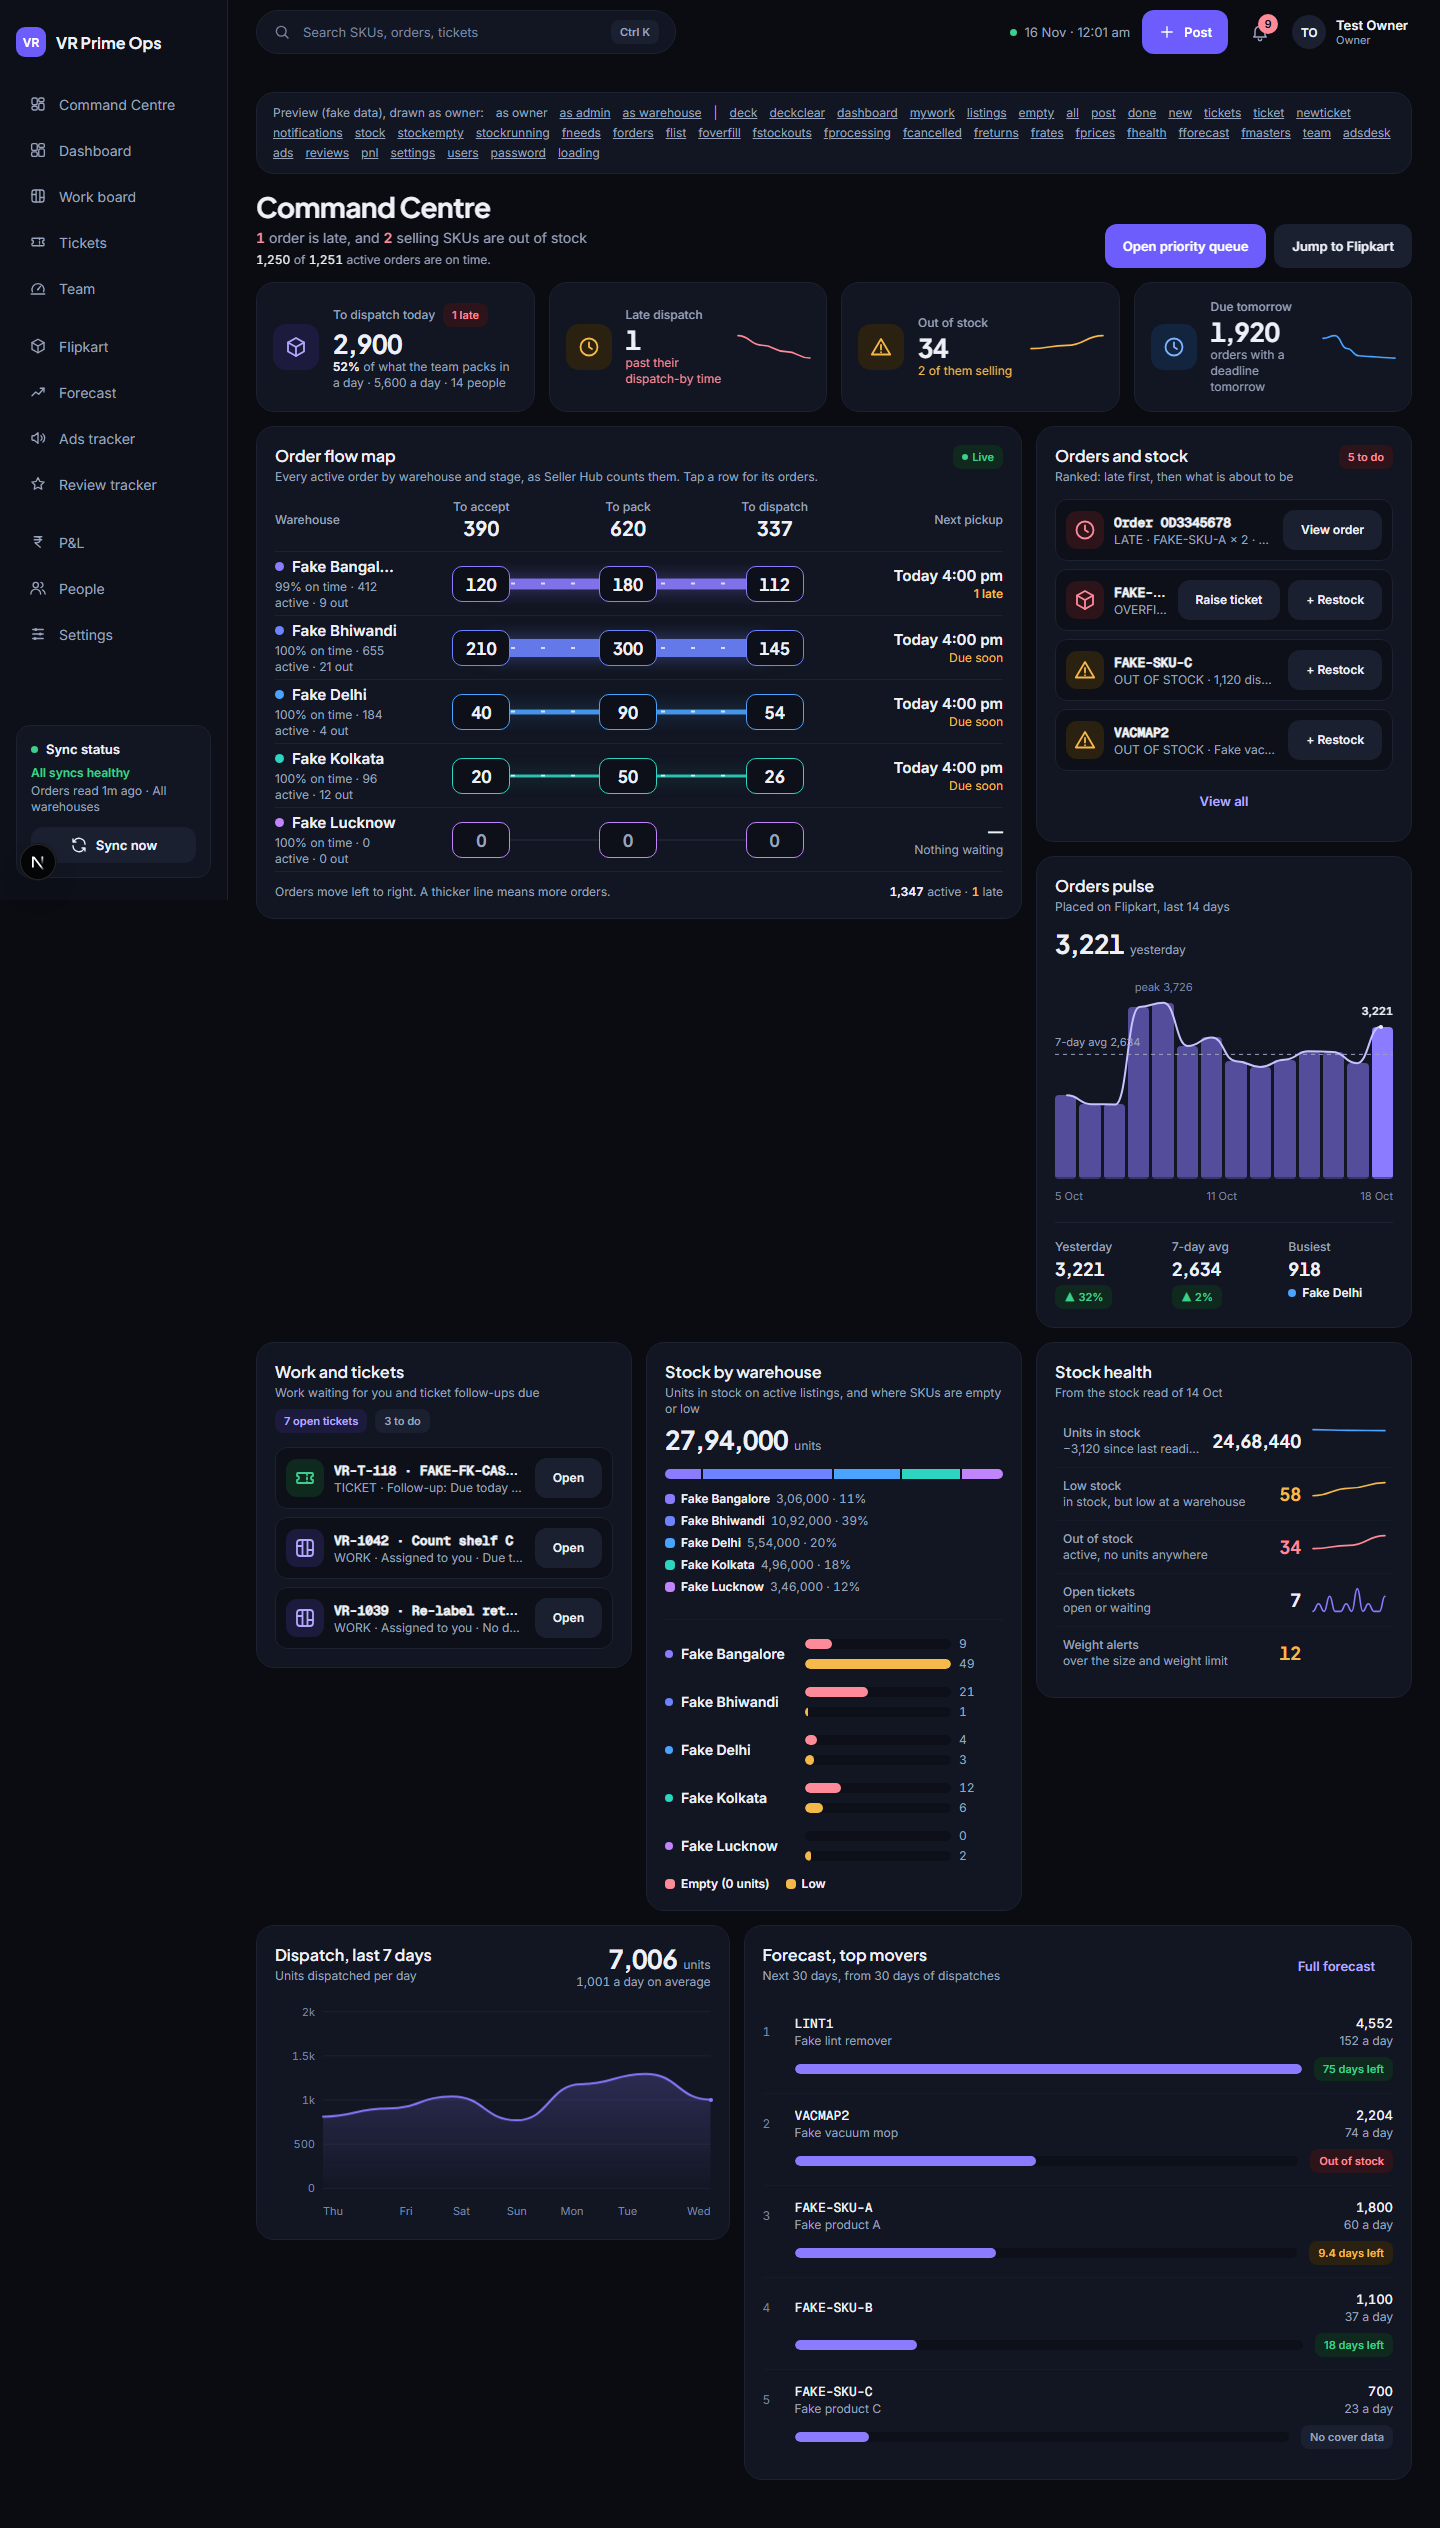 VR VR Prime Ops
Command Centre
Dashboard
Work board
Tickets
Team
Flipkart
Forecast
Ads tracker
Review tracker
P&L
People
Settings
Sync status
All syncs healthy
Orders read 1m ago · All
warehouses
Sync now
N
Search SKUs, orders, tickets Ctrl K
16 Nov · 12:01 am
+ Post
9
TO Test Owner
Owner
Preview (fake data), drawn as owner: as owner as admin as warehouse | deck deckclear dashboard mywork listings empty all post done new tickets ticket newticket
notifications stock stockempty stockrunning fneeds forders flist foverfill fstockouts fprocessing fcancelled freturns frates fprices fhealth fforecast fmasters team adsdesk
ads reviews pnl settings users password loading
Command Centre
1 order is late, and 2 selling SKUs are out of stock
1,250 of 1,251 active orders are on time.
Open priority queue Jump to Flipkart
To dispatch today 1 late
2,900
52% of what the team packs in
a day · 5,600 a day · 14 people
Late dispatch
1
past their
dispatch-by time
Out of stock
34
2 of them selling
Due tomorrow
1,920
orders with a
deadline
tomorrow
Order flow map
Live
Every active order by warehouse and stage, as Seller Hub counts them. Tap a row for its orders.
Warehouse To accept To pack To dispatch Next pickup
390 620 337
Fake Bangal...
99% on time · 412
active · 9 out
120 180 112
Today 4:00 pm
1 late
Fake Bhiwandi
100% on time · 655
active · 21 out
210 300 145
Today 4:00 pm
Due soon
Fake Delhi
100% on time · 184
active · 4 out
40 90 54
Today 4:00 pm
Due soon
Fake Kolkata
100% on time · 96
active · 12 out
20 50 26
Today 4:00 pm
Due soon
Fake Lucknow
100% on time · 0
active · 0 out
0 0 0
—
Nothing waiting
Orders move left to right. A thicker line means more orders.
1,347 active · 1 late
Orders and stock
5 to do
Ranked: late first, then what is about to be
Order OD3345678
LATE · FAKE-SKU-A × 2 · ...
View order
FAKE-...
OVERFI...
Raise ticket + Restock
FAKE-SKU-C
OUT OF STOCK · 1,120 dis...
+ Restock
VACMAP2
OUT OF STOCK · Fake vac...
+ Restock
View all
Orders pulse
Placed on Flipkart, last 14 days
3,221 yesterday
peak 3,726
3,221
7-day avg 2,634
5 Oct 11 Oct 18 Oct
Yesterday 7-day avg Busiest
3,221 2,634 918
▲ 32% ▲ 2% Fake Delhi
Work and tickets
Work waiting for you and ticket follow-ups due
7 open tickets 3 to do
VR-T-118 · FAKE-FK-CAS...
TICKET · Follow-up: Due today ...
Open
VR-1042 · Count shelf C
WORK · Assigned to you · Due t...
Open
VR-1039 · Re-label ret...
WORK · Assigned to you · No d...
Open
Stock by warehouse
Units in stock on active listings, and where SKUs are empty
or low
27,94,000 units
Fake Bangalore 3,06,000 · 11%
Fake Bhiwandi 10,92,000 · 39%
Fake Delhi 5,54,000 · 20%
Fake Kolkata 4,96,000 · 18%
Fake Lucknow 3,46,000 · 12%
Fake Bangalore 9
49
Fake Bhiwandi 21
1
Fake Delhi 4
3
Fake Kolkata 12
6
Fake Lucknow 0
2
Empty (0 units) Low
Stock health
From the stock read of 14 Oct
Units in stock
−3,120 since last readi...
24,68,440
Low stock
in stock, but low at a warehouse
58
Out of stock
active, no units anywhere
34
Open tickets
open or waiting
7
Weight alerts
over the size and weight limit
12
Dispatch, last 7 days
Units dispatched per day
7,006 units
1,001 a day on average
2k
1.5k
1k
500
0
Thu Fri Sat Sun Mon Tue Wed
Forecast, top movers
Next 30 days, from 30 days of dispatches
Full forecast
1 LINT1 4,552
Fake lint remover 152 a day
75 days left
2 VACMAP2 2,204
Fake vacuum mop 74 a day
Out of stock
3 FAKE-SKU-A 1,800
Fake product A 60 a day
9.4 days left
4 FAKE-SKU-B 1,100
37 a day
18 days left
5 FAKE-SKU-C 700
Fake product C 23 a day
No cover data